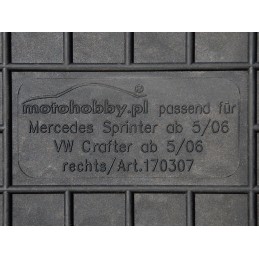 motohobby.pl passend für
Mercedes Sprinter ab 5/06
VW Crafter ab 5/06
rechts/Art.170307